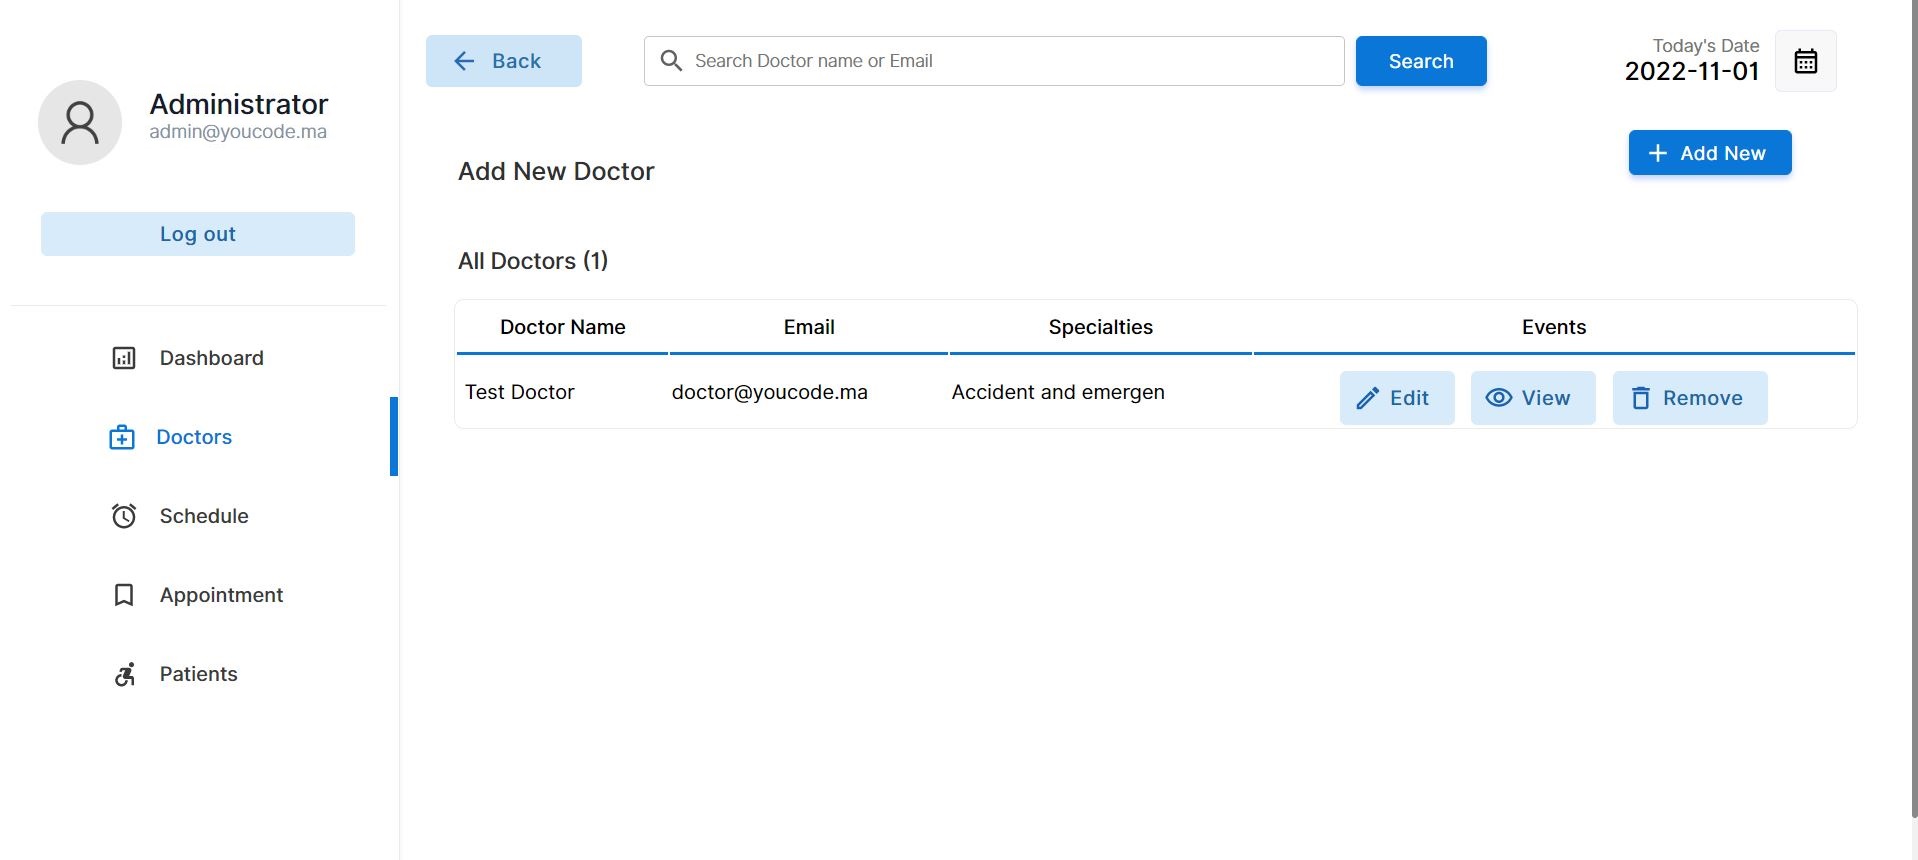 Administrator
admin@youcode.ma
Log out
Dashboard
Doctors
Schedule
Appointment
Patients
Back
Search Doctor name or Email
Search
Today's Date
2022-11-01
Add New Doctor
Add New
All Doctors (1)
Doctor Name Email Specialties Events
Test Doctor doctor@youcode.ma Accident and emergen Edit View Remove